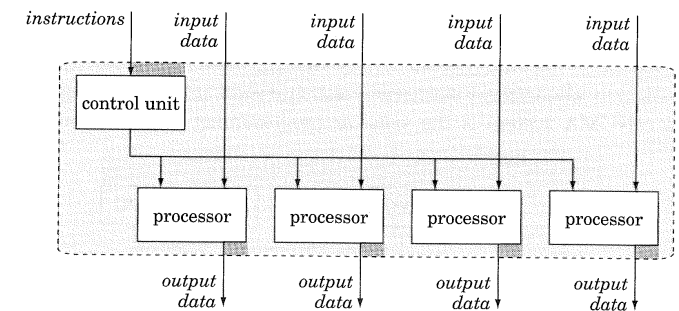 instructions
input
data
input
data
input
data
input
data
control unit
processor
processor
processor
processor
output
data
output
data
output
data
output
data